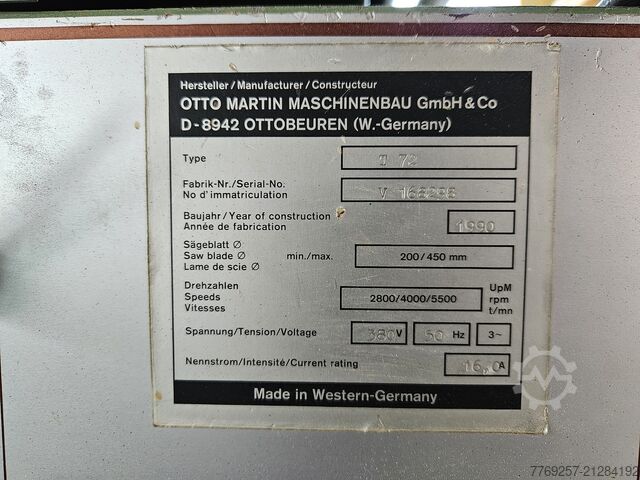 Hersteller/Manufacturer/Constructeur
OTTO MARTIN MASCHINENBAU GmbH & Co
D-8942 OTTOBEUREN (W.-Germany)
Type T 72
Fabrik-Nr./Serial-No.
No d'immatriculation V 168298
Baujahr/Year of construction
Année de fabrication 1990
Sägeblatt Ø
Saw blade Ø min./max. 200/450 mm
Lame de scie Ø
Drehzahlen UpM
Speeds 2800/4000/5500 rpm
Vitesses t/mn
Spannung/Tension/Voltage 380 V 50 Hz 3~
Nennstrom/Intensité/Current rating 16,0 A
Made in Western-Germany
7769257-21284192